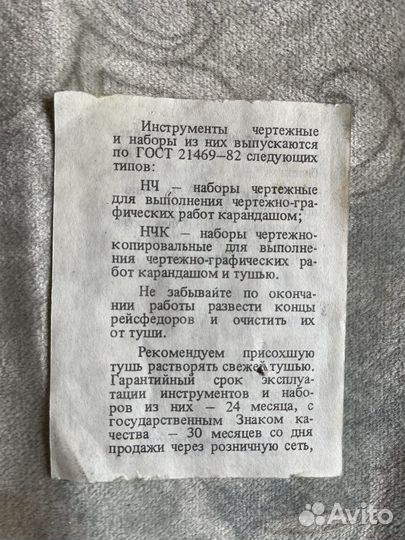 Инструменты чертежные
и наборы из них выпускаются
по ГОСТ 21469—82 следующих
типов:
НЧ — наборы чертежные
для выполнения чертежно-гра-
фических работ карандашом;
НЧК — наборы чертежно-
копировальные для выполне-
ния чертежно-графических ра-
бот карандашом и тушью.
Не забывайте по оконча-
нии работы развести концы
рейсфедоров и очистить их
от туши.
Рекомендуем присохшую
тушь растворять свежей тушью.
Гарантийный срок эксплуа-
тации инструментов и набо-
ров из них — 24 месяца, с
государственным Знаком ка-
чества — 30 месяцев со дня
продажи через розничную сеть,
Avito